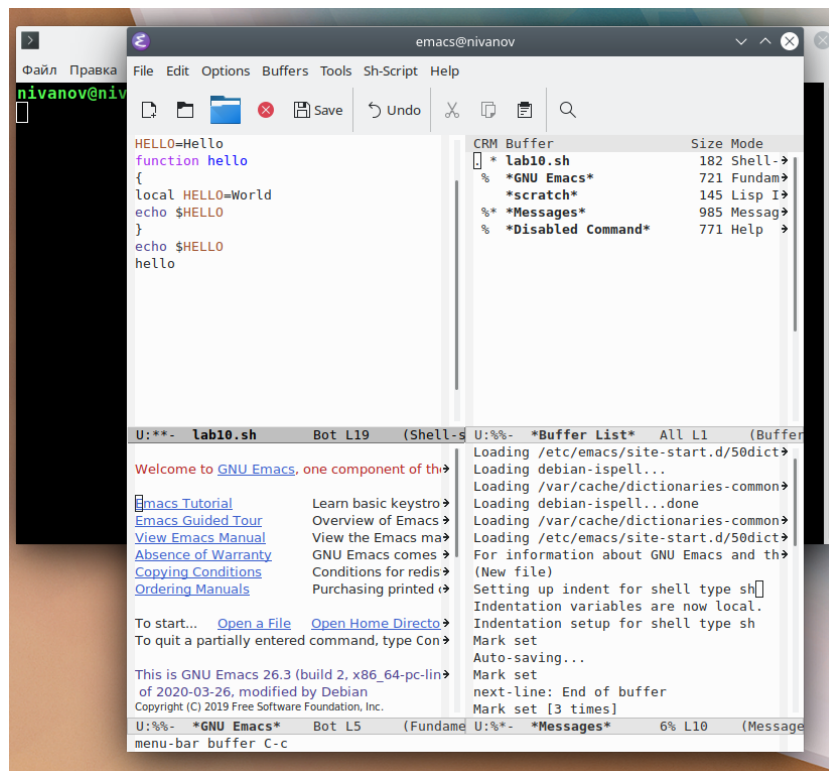 emacs@nivanov
Файл Правка
File Edit Options Buffers Tools Sh-Script Help
nivanov@niv
Save Undo
HELLO=Hello
function hello
{
local HELLO=World
echo $HELLO
}
echo $HELLO
hello
U:**- lab10.sh Bot L19 (Shell-s
CRM Buffer Size Mode
. * lab10.sh 182 Shell-
% *GNU Emacs* 721 Fundam
*scratch* 145 Lisp I
%* *Messages* 985 Messag
% *Disabled Command* 771 Help
U:%%- *Buffer List* All L1 (Buffer
Welcome to GNU Emacs, one component of the
Emacs Tutorial Learn basic keystro
Emacs Guided Tour Overview of Emacs
View Emacs Manual View the Emacs ma
Absence of Warranty GNU Emacs comes
Copying Conditions Conditions for redis
Ordering Manuals Purchasing printed
To start... Open a File Open Home Directo
To quit a partially entered command, type Con
This is GNU Emacs 26.3 (build 2, x86_64-pc-lin
of 2020-03-26, modified by Debian
Copyright (C) 2019 Free Software Foundation, Inc.
U:%%- *GNU Emacs* Bot L5 (Fundame
Loading /etc/emacs/site-start.d/50dict
Loading debian-ispell...
Loading /var/cache/dictionaries-common
Loading debian-ispell...done
Loading /var/cache/dictionaries-common
Loading /etc/emacs/site-start.d/50dict
For information about GNU Emacs and th
(New file)
Setting up indent for shell type sh
Indentation variables are now local.
Indentation setup for shell type sh
Mark set
Auto-saving...
Mark set
next-line: End of buffer
Mark set [3 times]
U:%*- *Messages* 6% L10 (Message
menu-bar buffer C-c